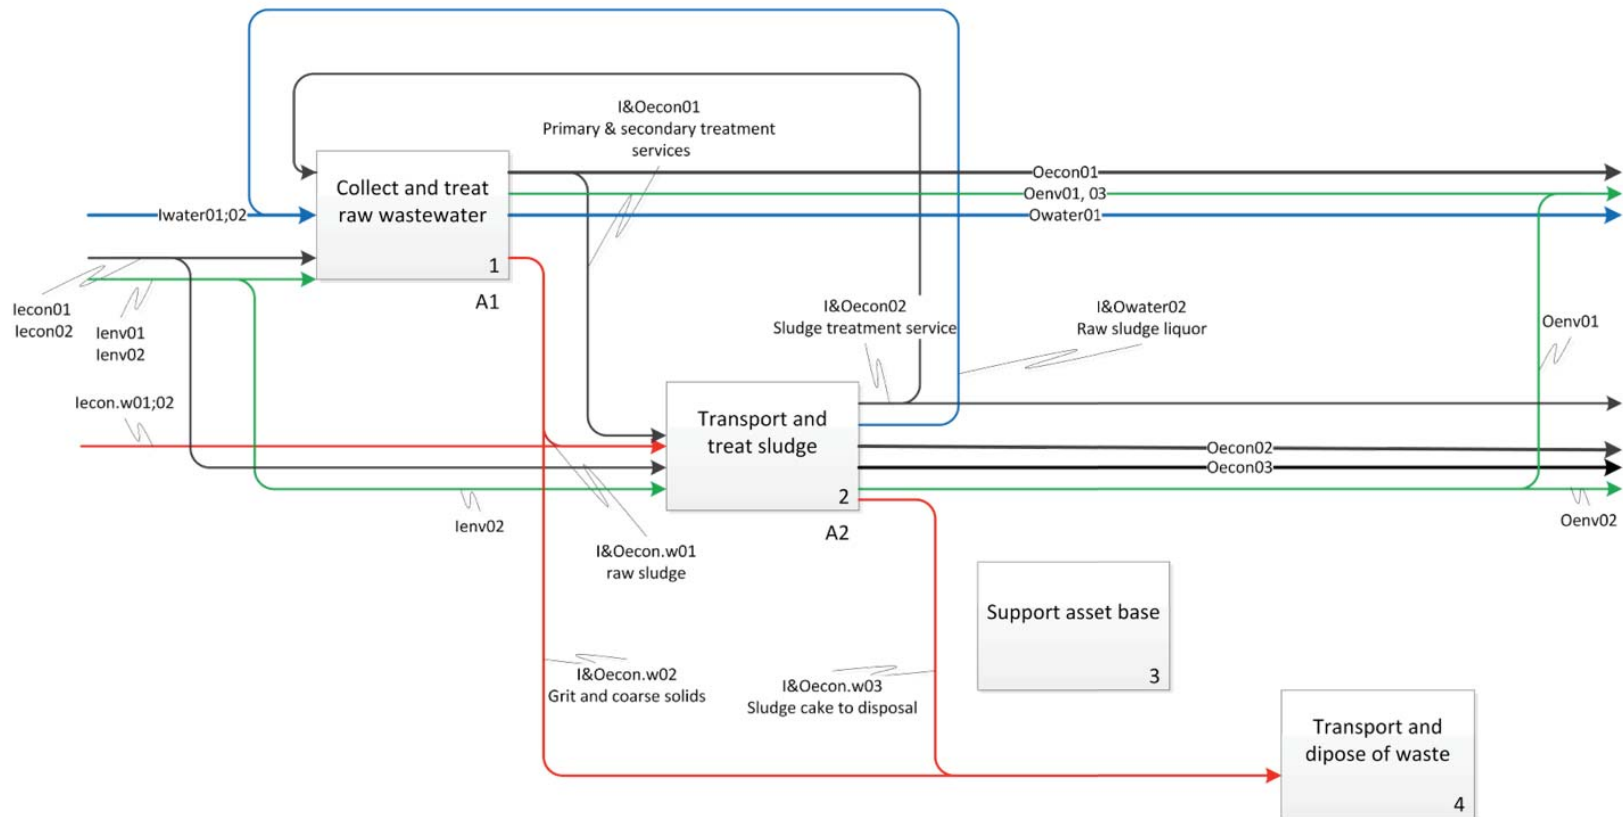 I&Oecon01
Primary & secondary treatment
services
Collect and treat
raw wastewater
1
A1
Oecon01
Oenv01, 03
Owater01
Iwater01;02
Iecon01
Iecon02
Ienv01
Ienv02
I&Oecon02
Sludge treatment service
I&Owater02
Raw sludge liquor
Oenv01
Iecon.w01;02
Transport and
treat sludge
2
A2
Oecon02
Oecon03
Oenv02
Ienv02
I&Oecon.w01
raw sludge
Support asset base
3
I&Oecon.w02
Grit and coarse solids
I&Oecon.w03
Sludge cake to disposal
Transport and
dipose of waste
4